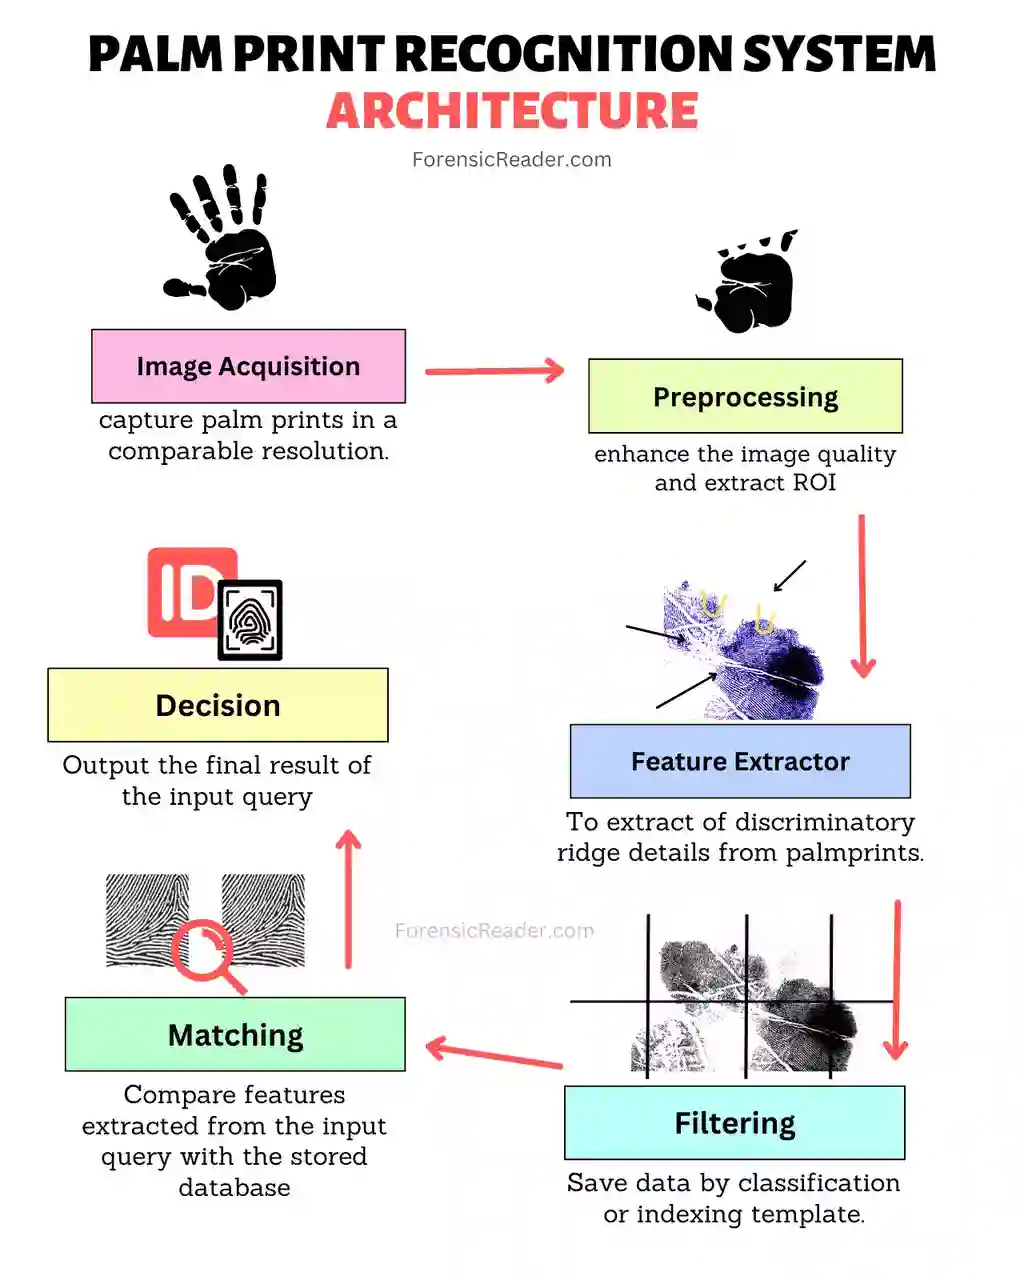 PALM PRINT RECOGNITION SYSTEM
ARCHITECTURE
ForensicReader.com
Image Acquisition
capture palm prints in a
comparable resolution.
Preprocessing
enhance the image quality
and extract ROI
ID
Decision
Output the final result of
the input query
Feature Extractor
To extract of discriminatory
ridge details from palmprints.
ForensicReader.com
Matching
Compare features
extracted from the input
query with the stored
database
Filtering
Save data by classification
or indexing template.